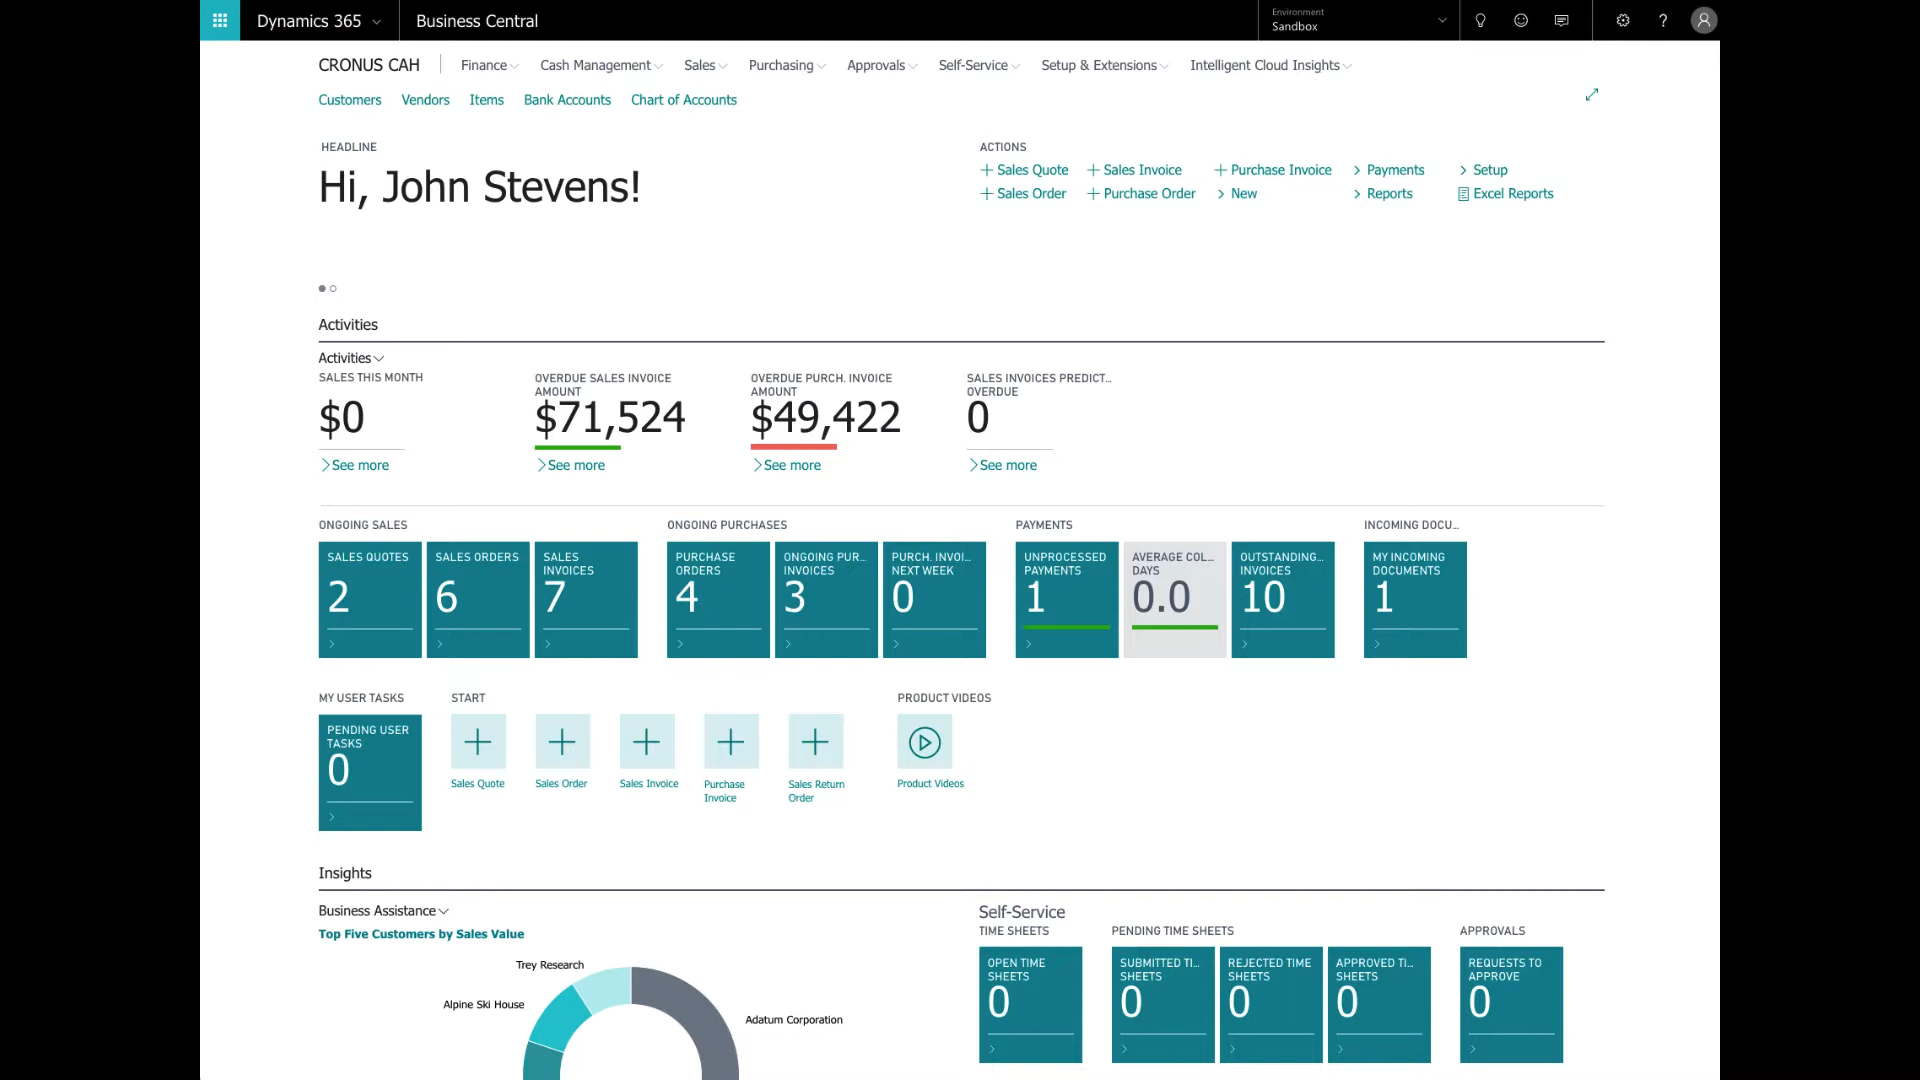 Dynamics 365
Business Central
Environment
Sandbox
CRONUS CAH
Finance
Cash Management
Sales
Purchasing
Approvals
Self-Service
Setup & Extensions
Intelligent Cloud Insights
Customers
Vendors
Items
Bank Accounts
Chart of Accounts
HEADLINE
Hi, John Stevens!
ACTIONS
Sales Quote
Sales Invoice
Purchase Invoice
Payments
Setup
Sales Order
Purchase Order
New
Reports
Excel Reports
Activities
Activities
SALES THIS MONTH
$0
See more
OVERDUE SALES INVOICE
AMOUNT
$71,524
See more
OVERDUE PURCH. INVOICE
AMOUNT
$49,422
See more
SALES INVOICES PREDICT...
OVERDUE
0
See more
ONGOING SALES
SALES QUOTES
2
SALES ORDERS
6
SALES
INVOICES
7
ONGOING PURCHASES
PURCHASE
ORDERS
4
ONGOING PUR...
INVOICES
3
PURCH. INVOI...
NEXT WEEK
0
PAYMENTS
UNPROCESSED
PAYMENTS
1
AVERAGE COL...
DAYS
0.0
OUTSTANDING...
INVOICES
10
INCOMING DOCU...
MY INCOMING
DOCUMENTS
1
MY USER TASKS
PENDING USER
TASKS
0
START
Sales Quote
Sales Order
Sales Invoice
Purchase
Invoice
Sales Return
Order
PRODUCT VIDEOS
Product Videos
Insights
Business Assistance
Top Five Customers by Sales Value
Trey Research
Alpine Ski House
Adatum Corporation
Self-Service
TIME SHEETS
OPEN TIME
SHEETS
0
PENDING TIME SHEETS
SUBMITTED TI...
SHEETS
0
REJECTED TIME
SHEETS
0
APPROVED TI...
SHEETS
0
APPROVALS
REQUESTS TO
APPROVE
0